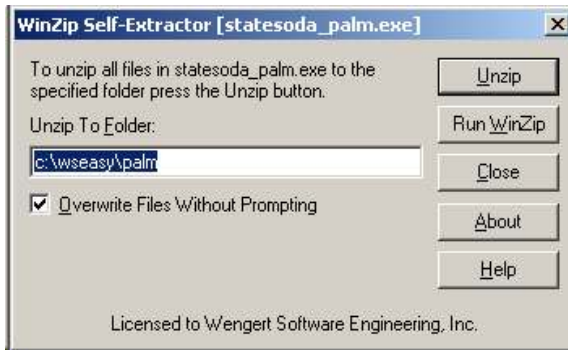 WinZip Self-Extractor [statesoda_palm.exe]
To unzip all files in statesoda_palm.exe to the
specified folder press the Unzip button.
Unzip To Folder:
c:\wseasy\palm
Overwrite Files Without Prompting
Unzip
Run WinZip
Close
About
Help
Licensed to Wengert Software Engineering, Inc.